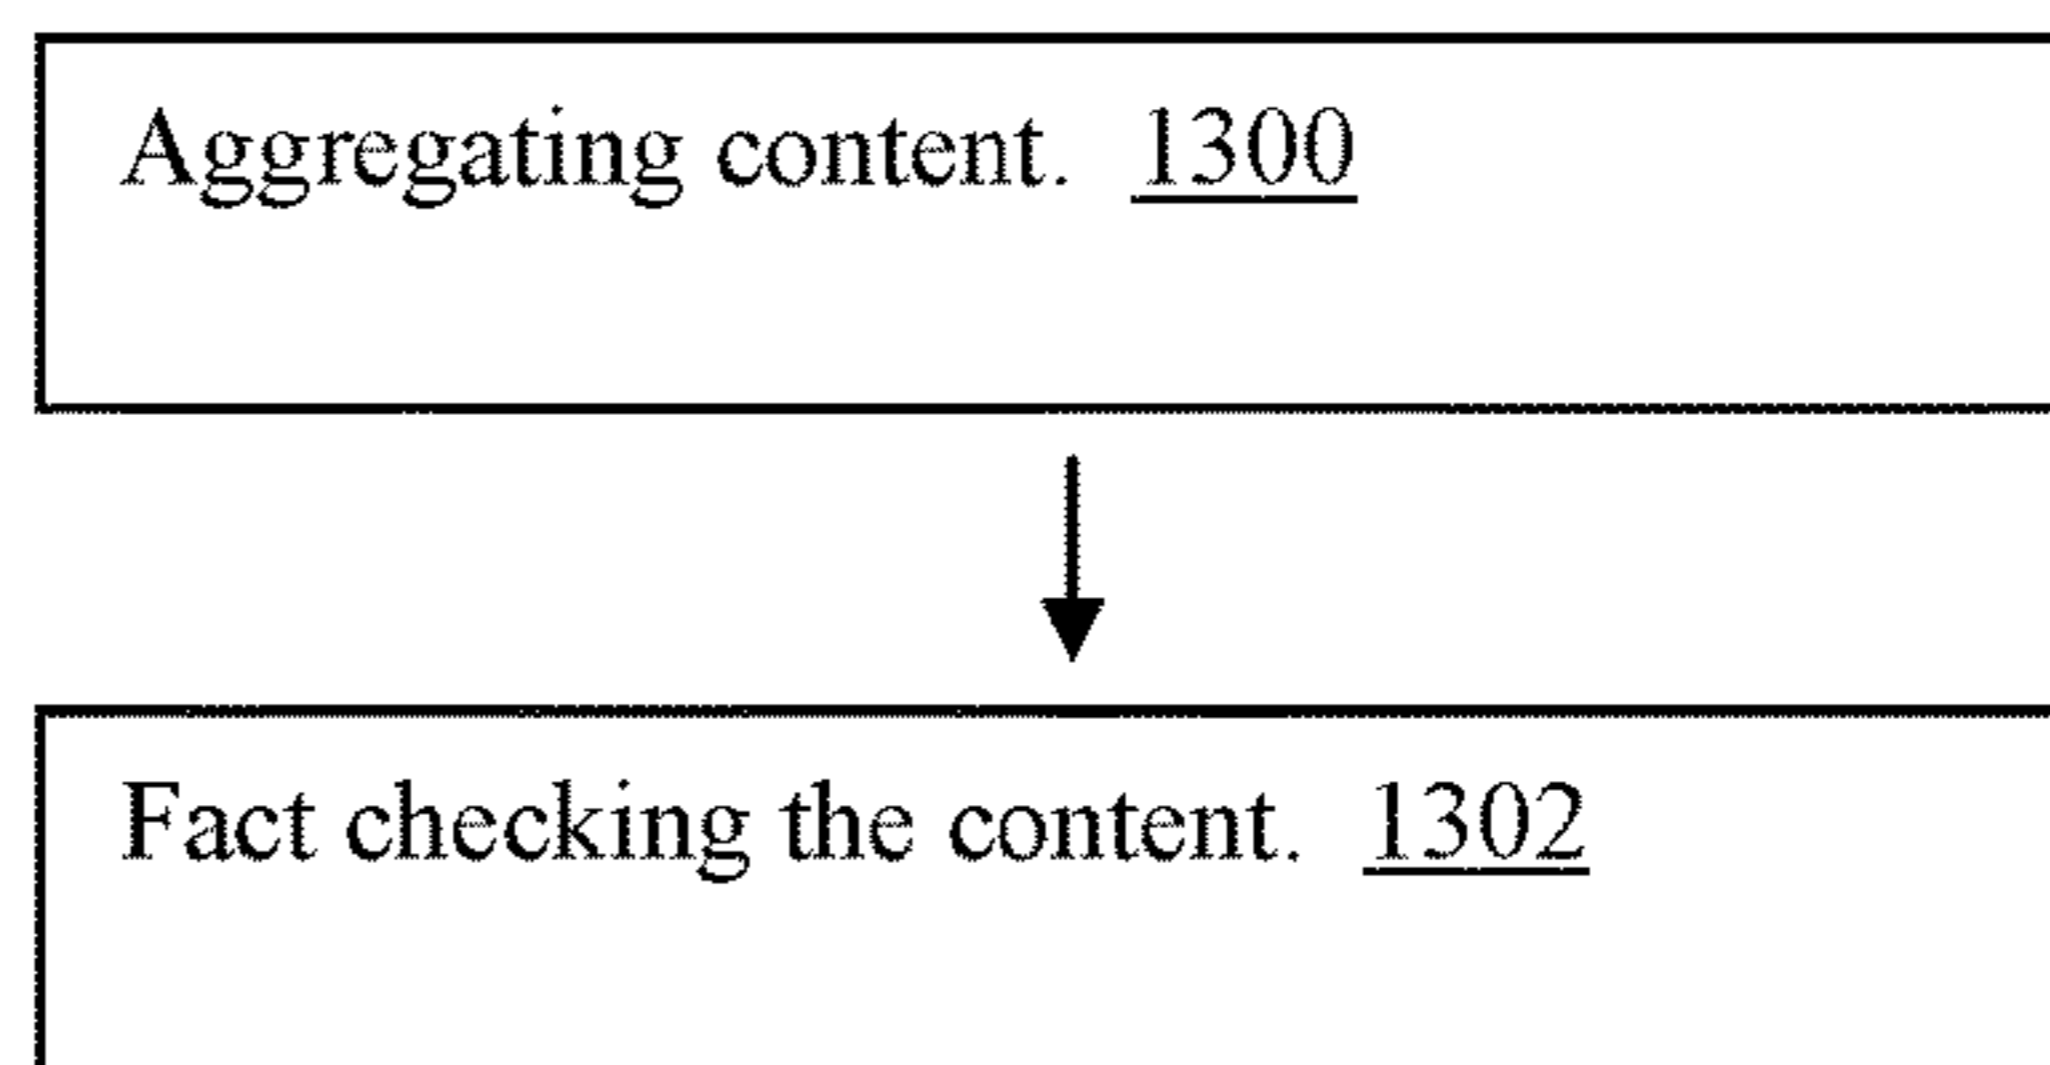 Aggregating content. 1300
Fact checking the content. 1302